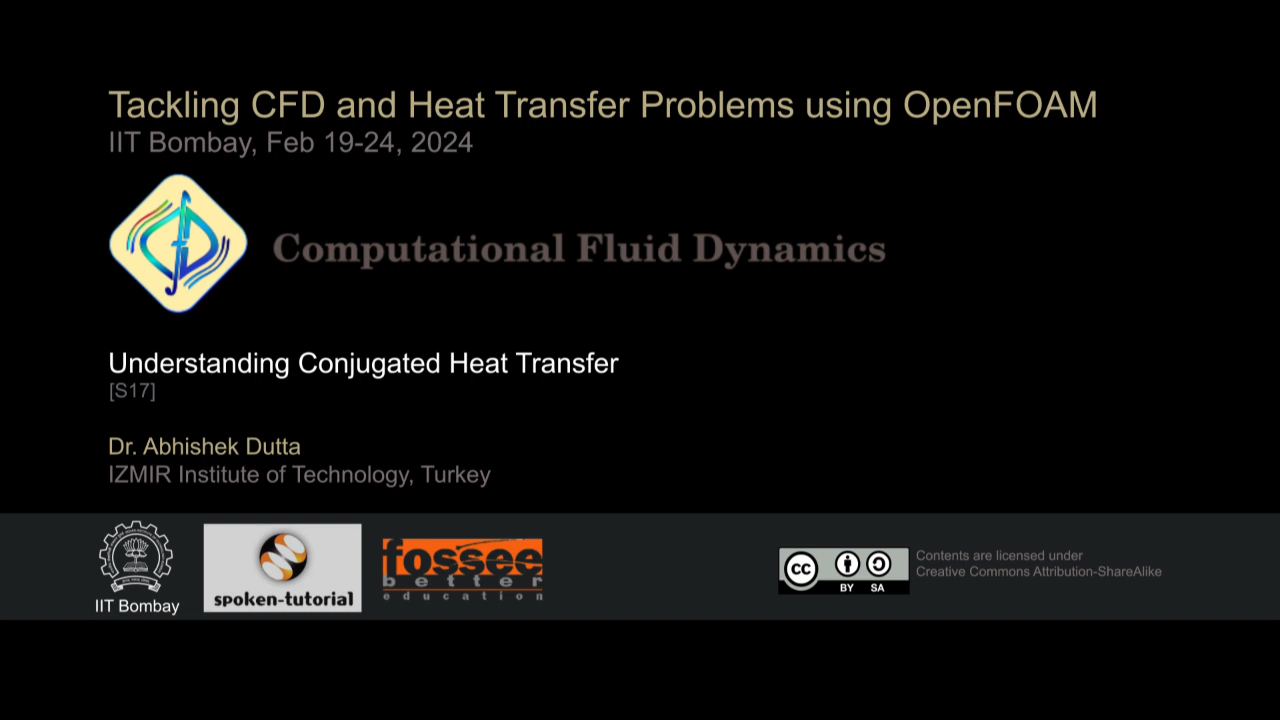 Tackling CFD and Heat Transfer Problems using OpenFOAM
IIT Bombay, Feb 19-24, 2024
Computational Fluid Dynamics
Understanding Conjugated Heat Transfer
[S17]
Dr. Abhishek Dutta
IZMIR Institute of Technology, Turkey
IIT Bombay
spoken-tutorial
fossee
better
education
cc
BY SA
Contents are licensed under
Creative Commons Attribution-ShareAlike